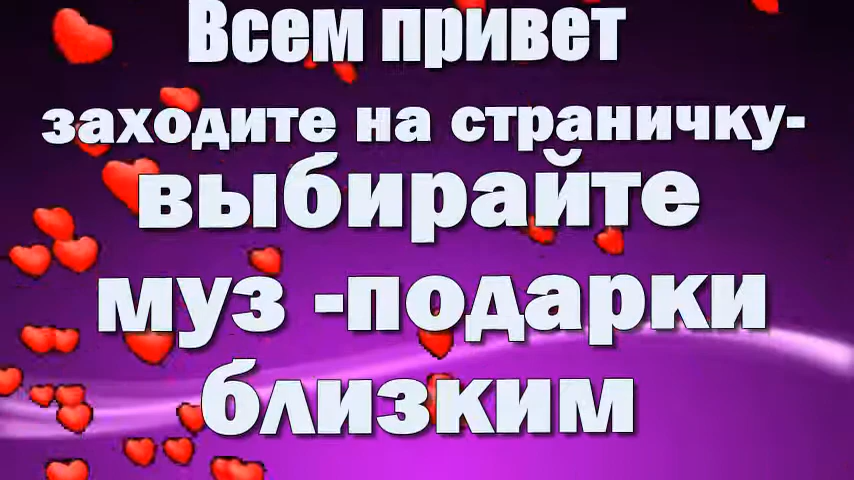 Всем привет
заходите на страничку-
выбирайте
муз -подарки
близким